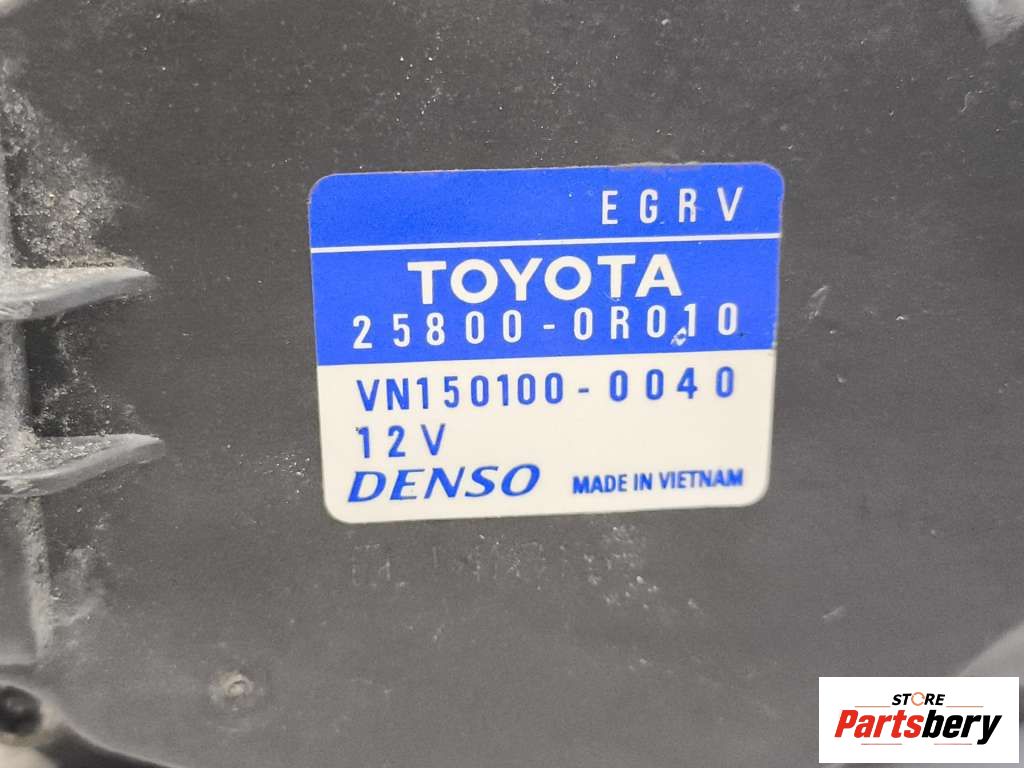 EGRV
TOYOTA
25800-0R010
VN150100-0040
12V
DENSO MADE IN VIETNAM
STORE
Partsbery